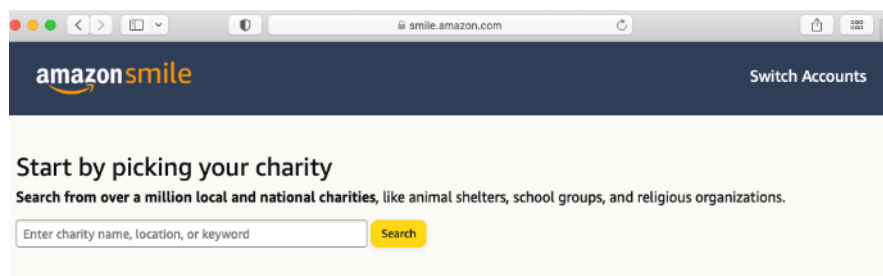 smile.amazon.com
amazonsmile
Switch Accounts
Start by picking your charity
Search from over a million local and national charities, like animal shelters, school groups, and religious organizations.
Enter charity name, location, or keyword
Search